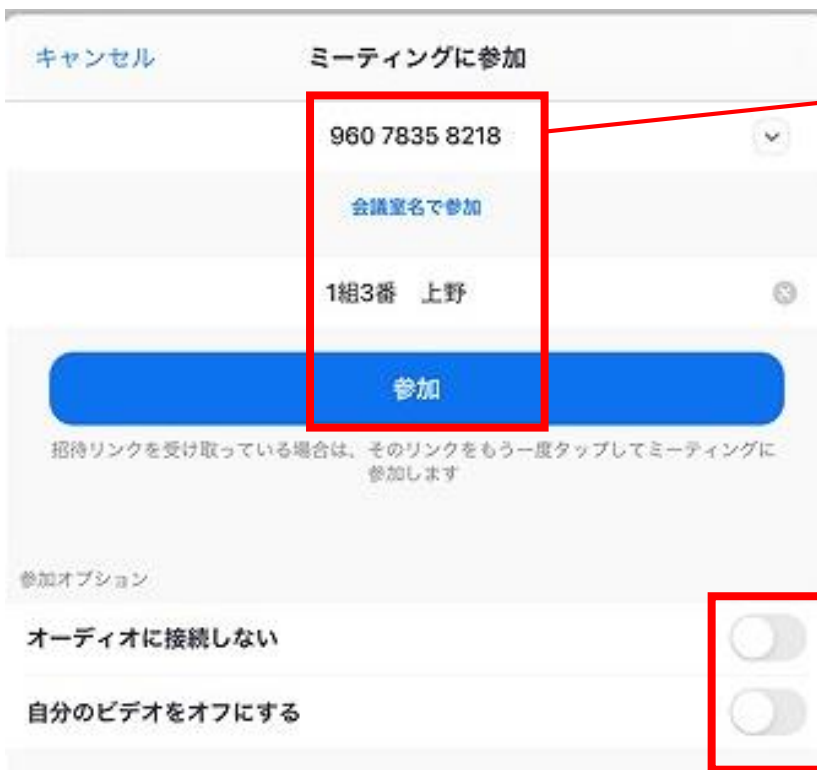 キャンセル
ミーティングに参加
960 7835 8218
会議室名で参加
1組3番　上野
参加
招待リンクを受け取っている場合は、そのリンクをもう一度タップしてミーティングに
参加します
参加オプション
オーディオに接続しない
自分のビデオをオフにする